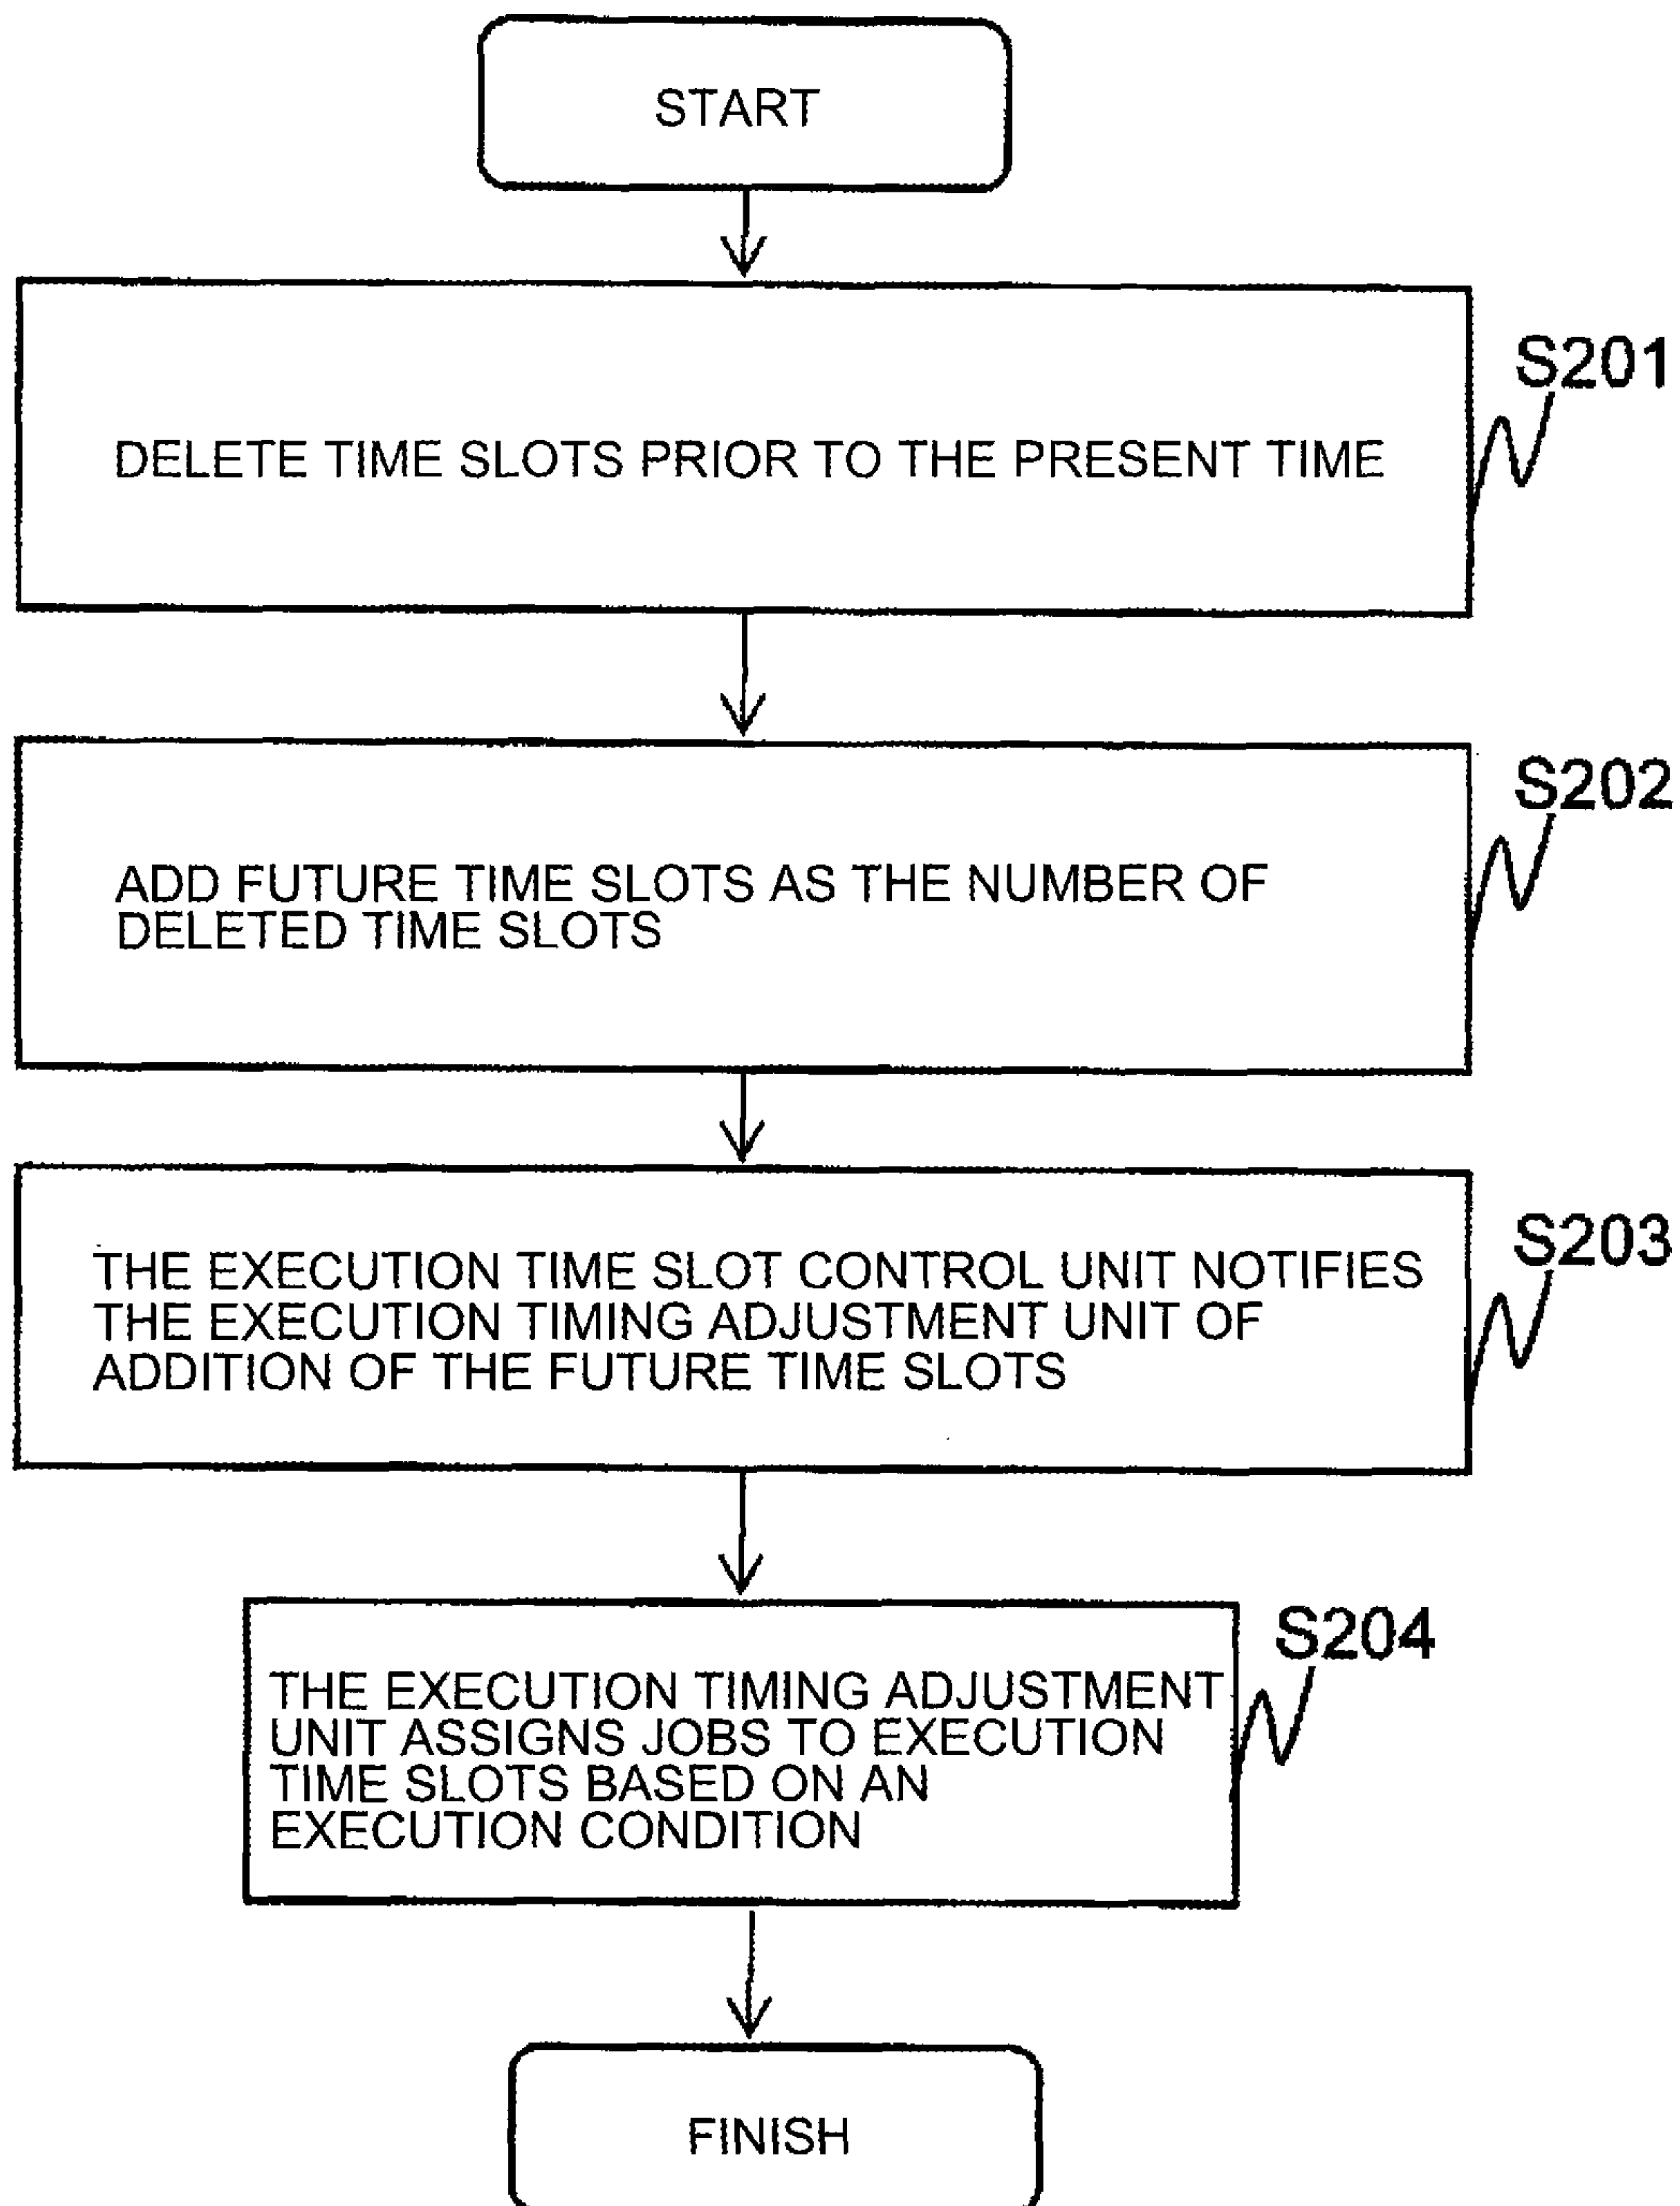 START
S201
DELETE TIME SLOTS PRIOR TO THE PRESENT TIME
S202
ADD FUTURE TIME SLOTS AS THE NUMBER OF
DELETED TIME SLOTS
S203
THE EXECUTION TIME SLOT CONTROL UNIT NOTIFIES
THE EXECUTION TIMING ADJUSTMENT UNIT OF
ADDITION OF THE FUTURE TIME SLOTS
S204
THE EXECUTION TIMING ADJUSTMENT
UNIT ASSIGNS JOBS TO EXECUTION
TIME SLOTS BASED ON AN
EXECUTION CONDITION
FINISH